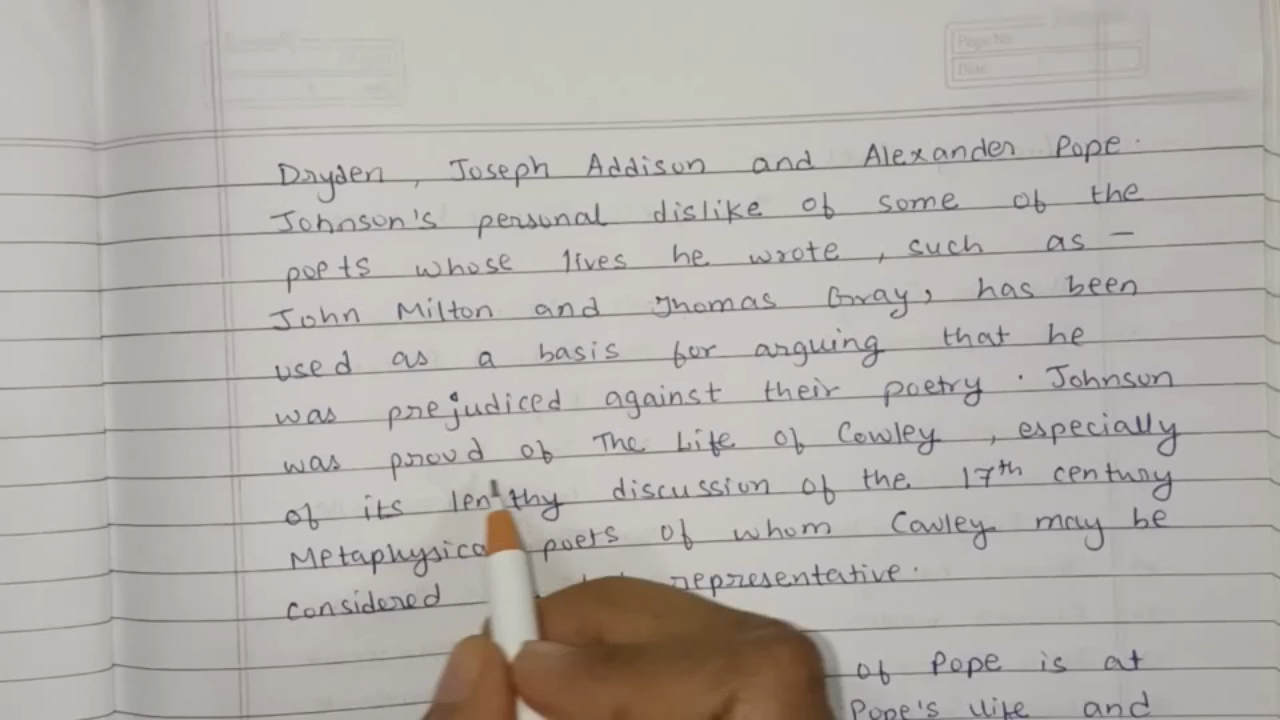 Page No.
Date
Dryden, Joseph Addison and Alexander Pope.
Johnson's personal dislike of some of the
poets whose lives he wrote, such as -
John Milton and Thomas Gray, has been
used as a basis for arguing that he
was prejudiced against their poetry. Johnson
was proud of The Life of Cowley, especially
of its discussion of the 17th century
poets of whom Cowley may be
considered representative.
of Pope is at
Pope's life and